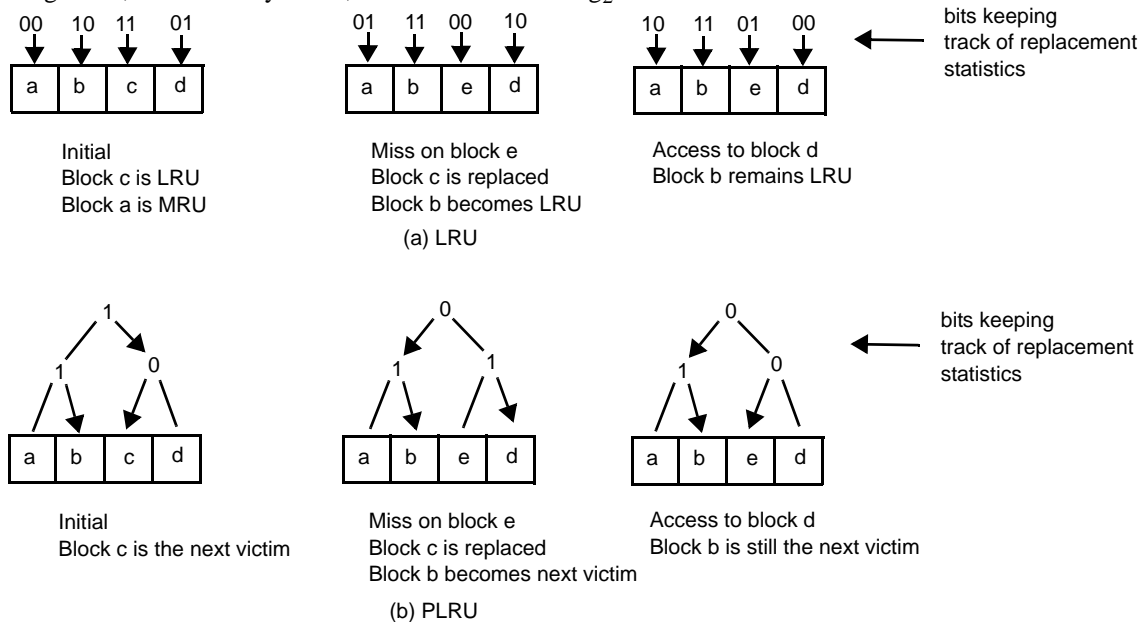 00 10 11 01
a b c d
Initial
Block c is LRU
Block a is MRU
01 11 00 10
a b e d
Miss on block e
Block c is replaced
Block b becomes LRU
10 11 01 00
a b e d
Access to block d
Block b remains LRU
bits keeping
track of replacement
statistics
(a) LRU
1
1 0
a b c d
Initial
Block c is the next victim
0
1 1
a b e d
Miss on block e
Block c is replaced
Block b becomes next victim
0
1 0
a b e d
Access to block d
Block b is still the next victim
bits keeping
track of replacement
statistics
(b) PLRU